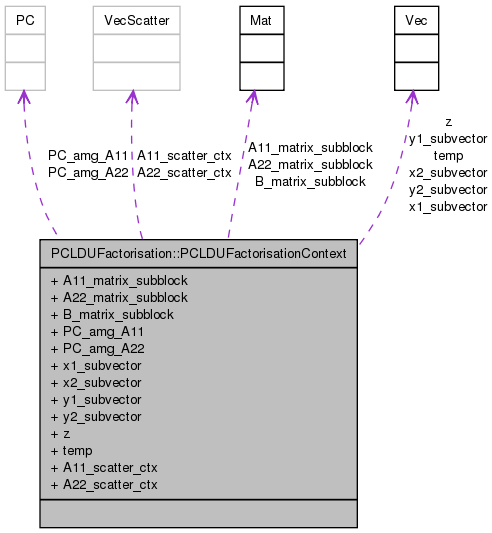 PC
VecScatter
Mat
Vec
PC_amg_A11
PC_amg_A22
A11_scatter_ctx
A22_scatter_ctx
A11_matrix_subblock
A22_matrix_subblock
B_matrix_subblock
z
y1_subvector
temp
x2_subvector
y2_subvector
x1_subvector
PCLDUFactorisation::PCLDUFactorisationContext
+ A11_matrix_subblock
+ A22_matrix_subblock
+ B_matrix_subblock
+ PC_amg_A11
+ PC_amg_A22
+ x1_subvector
+ x2_subvector
+ y1_subvector
+ y2_subvector
+ z
+ temp
+ A11_scatter_ctx
+ A22_scatter_ctx